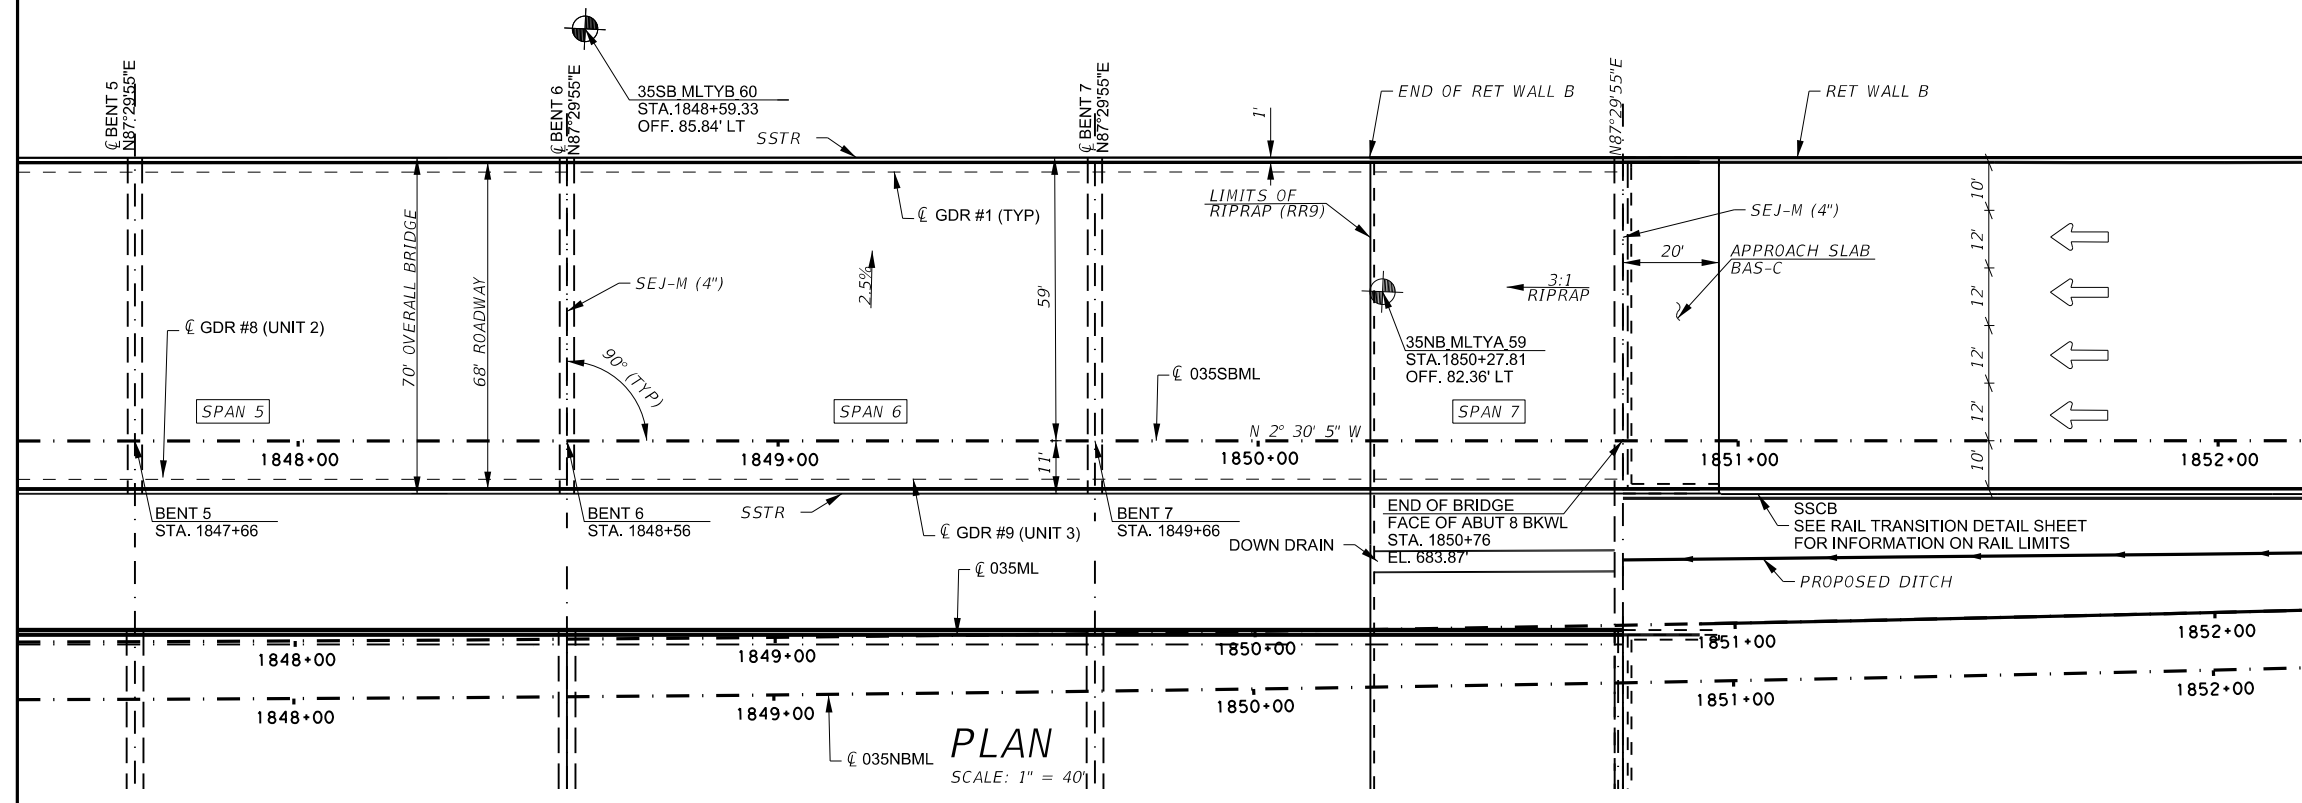 ℄ BENT 5
N87°29'55"E
℄ BENT 6
N87°29'55"E
35SB MLTYB 60
STA.1848+59.33
OFF. 85.84' LT
SSTR
℄ BENT 7
N87°29'55"E
1'
END OF RET WALL B
N87°29'55"E
RET WALL B
℄ GDR #1 (TYP)
LIMITS OF
RIPRAP (RR9)
SEJ-M (4")
10'
12'
12'
12'
12'
10'
20'
APPROACH SLAB
BAS-C
70' OVERALL BRIDGE
68' ROADWAY
SEJ-M (4")
2.5%
59'
3:1
RIPRAP
℄ GDR #8 (UNIT 2)
90° (TYP)
35NB_MLTYA_59
STA.1850+27.81
OFF. 82.36' LT
℄ 035SBML
SPAN 5
SPAN 6
SPAN 7
N 2° 30' 5" W
1848+00
1849+00
11'
1850+00
1851+00
1852+00
BENT 5
STA. 1847+66
BENT 6
STA. 1848+56
SSTR
℄ GDR #9 (UNIT 3)
BENT 7
STA. 1849+66
END OF BRIDGE
FACE OF ABUT 8 BKWL
STA. 1850+76
EL. 683.87'
DOWN DRAIN
SSCB
SEE RAIL TRANSITION DETAIL SHEET
FOR INFORMATION ON RAIL LIMITS
℄ 035ML
PROPOSED DITCH
1848+00
1849+00
1850+00
1851+00
1852+00
1848+00
1849+00
1850+00
1851+00
1852+00
℄ 035NBML
PLAN
SCALE: 1" = 40'